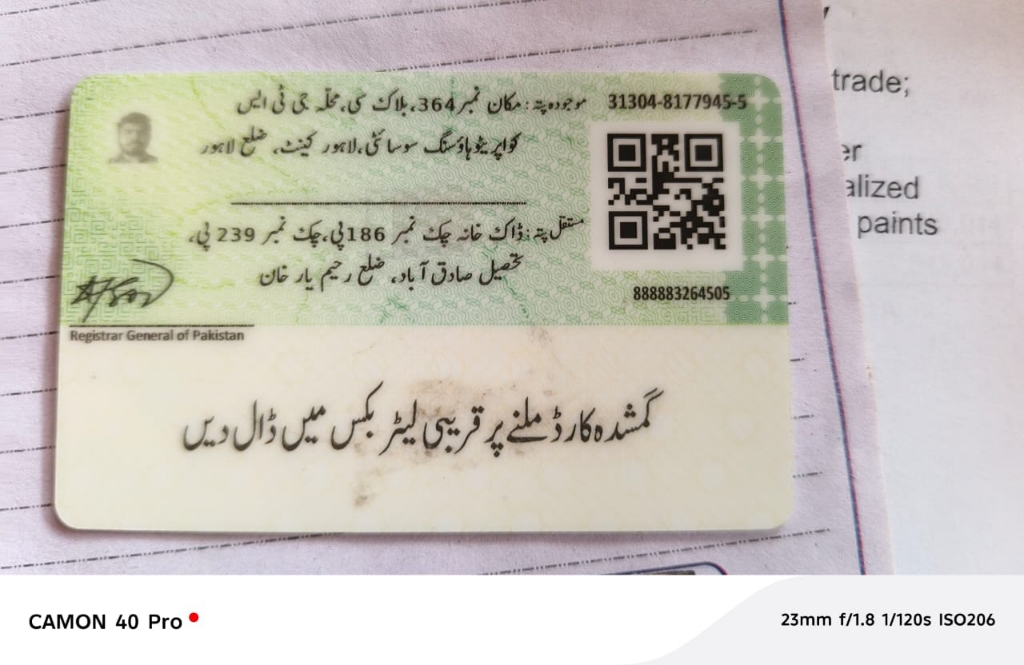 موجودہ پتہ: مکان نمبر 364، بلاک سی، محلہ جی ٹی ایس
کواپریٹو ہاؤسنگ سوسائٹی، لاہور کینٹ، ضلع لاہور
31304-8177945-5
مستقل پتہ: ڈاک خانہ چک نمبر 186 پی، چک نمبر 239 پی،
تحصیل صادق آباد، ضلع رحیم یار خان
888883264505
Registrar General of Pakistan
گمشدہ کارڈ ملنے پر قریبی لیٹر بکس میں ڈال دیں
trade;
er
alized
paints
CAMON 40 Pro
23mm f/1.8 1/120s ISO206